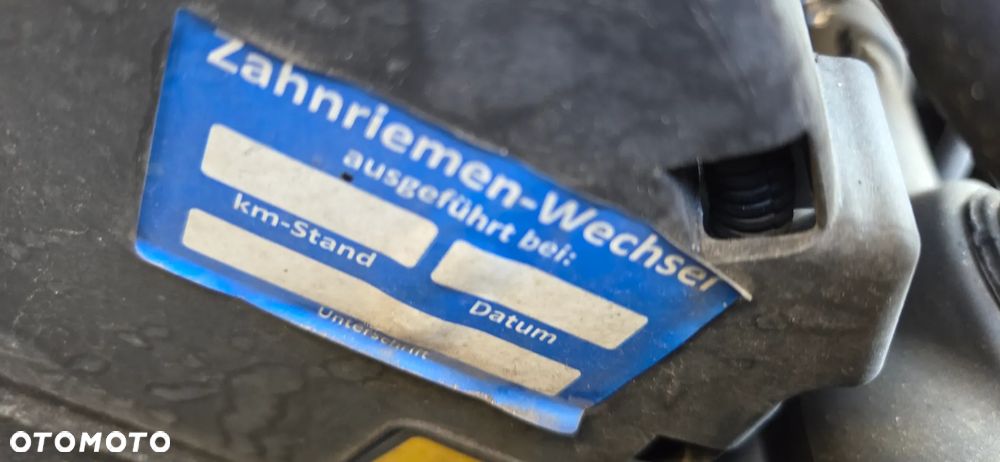 Zahnriemen-Wechsel
ausgeführt bei:
km-Stand
Datum
Unterschrift
OTOMOTO